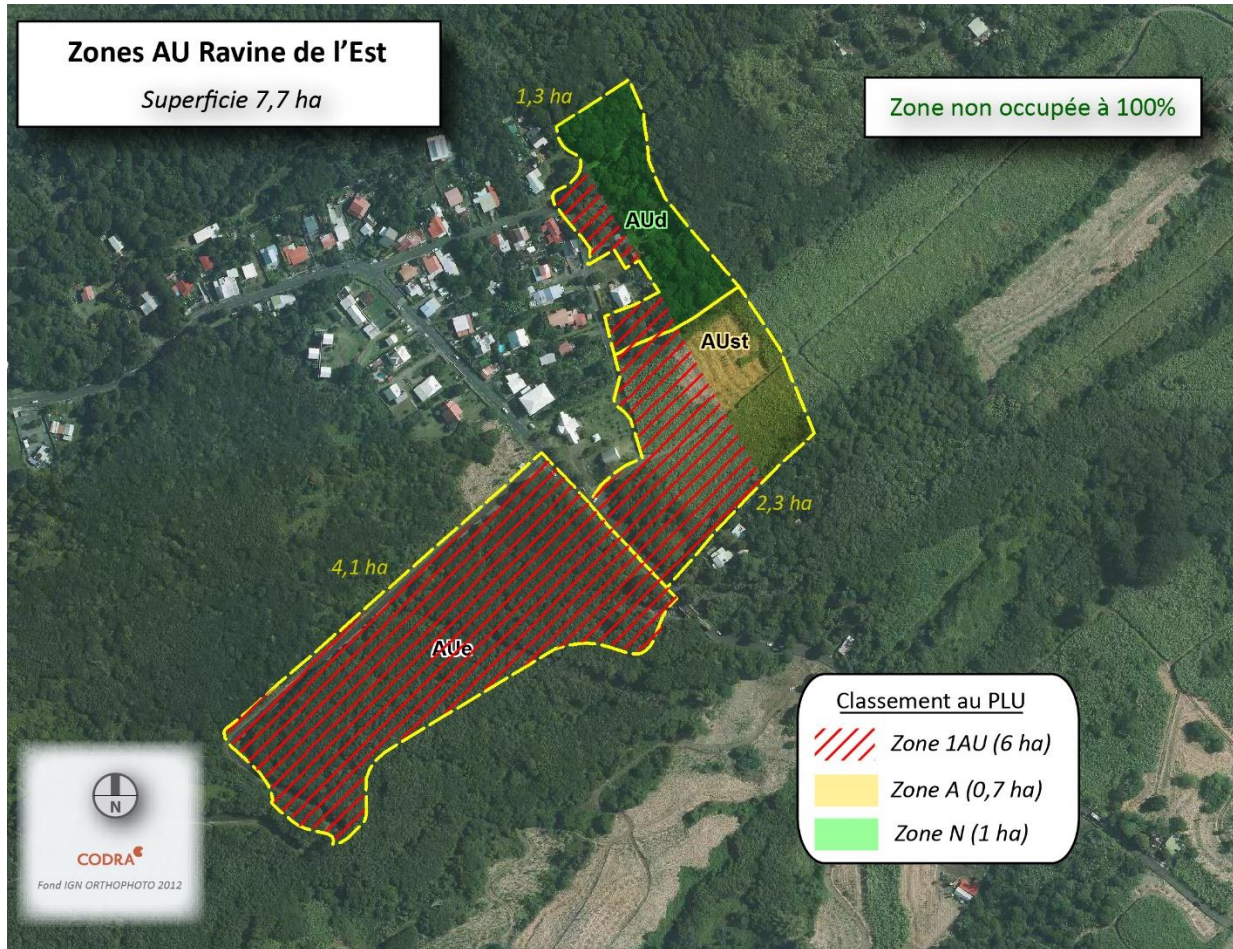 Zones AU Ravine de l’Est
Superficie 7,7 ha
Zone non occupée à 100%
1,3 ha
AUd
AUst
2,3 ha
4,1 ha
AUe
Classement au PLU
Zone 1AU (6 ha)
Zone A (0,7 ha)
Zone N (1 ha)
N
CODRA
Fond IGN ORTHOPHOTO 2012